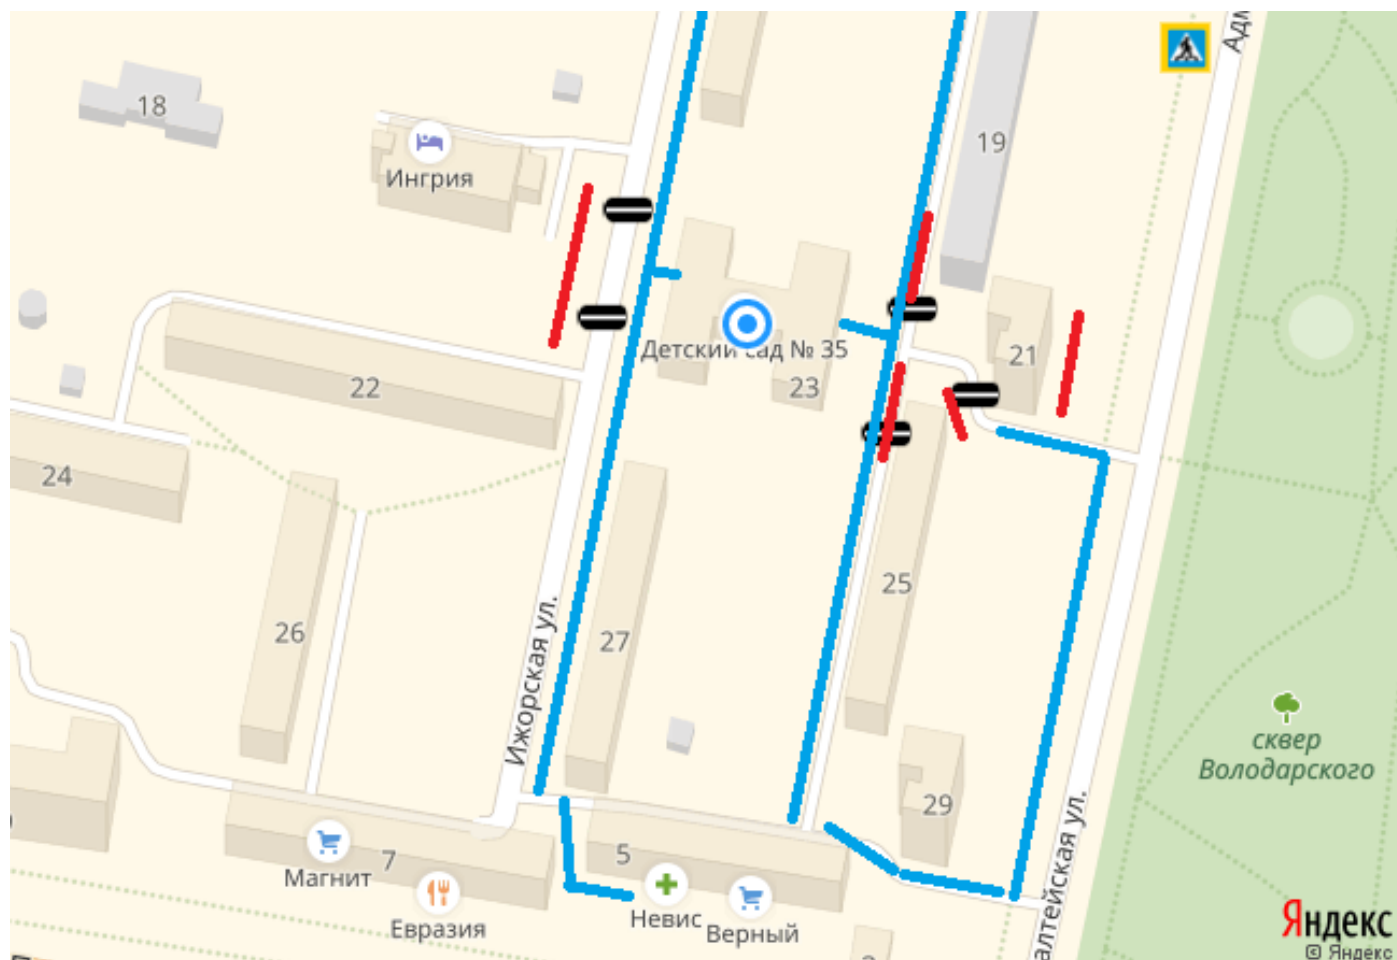 Адм
18
19
Ингрия
21
Детский сад № 35
22
23
24
25
26
27
Ижорская ул.
сквер
Володарского
29
7
5
Магнит
Невис
Верный
Евразия
алтейская ул.
Яндекс
© Яндекс